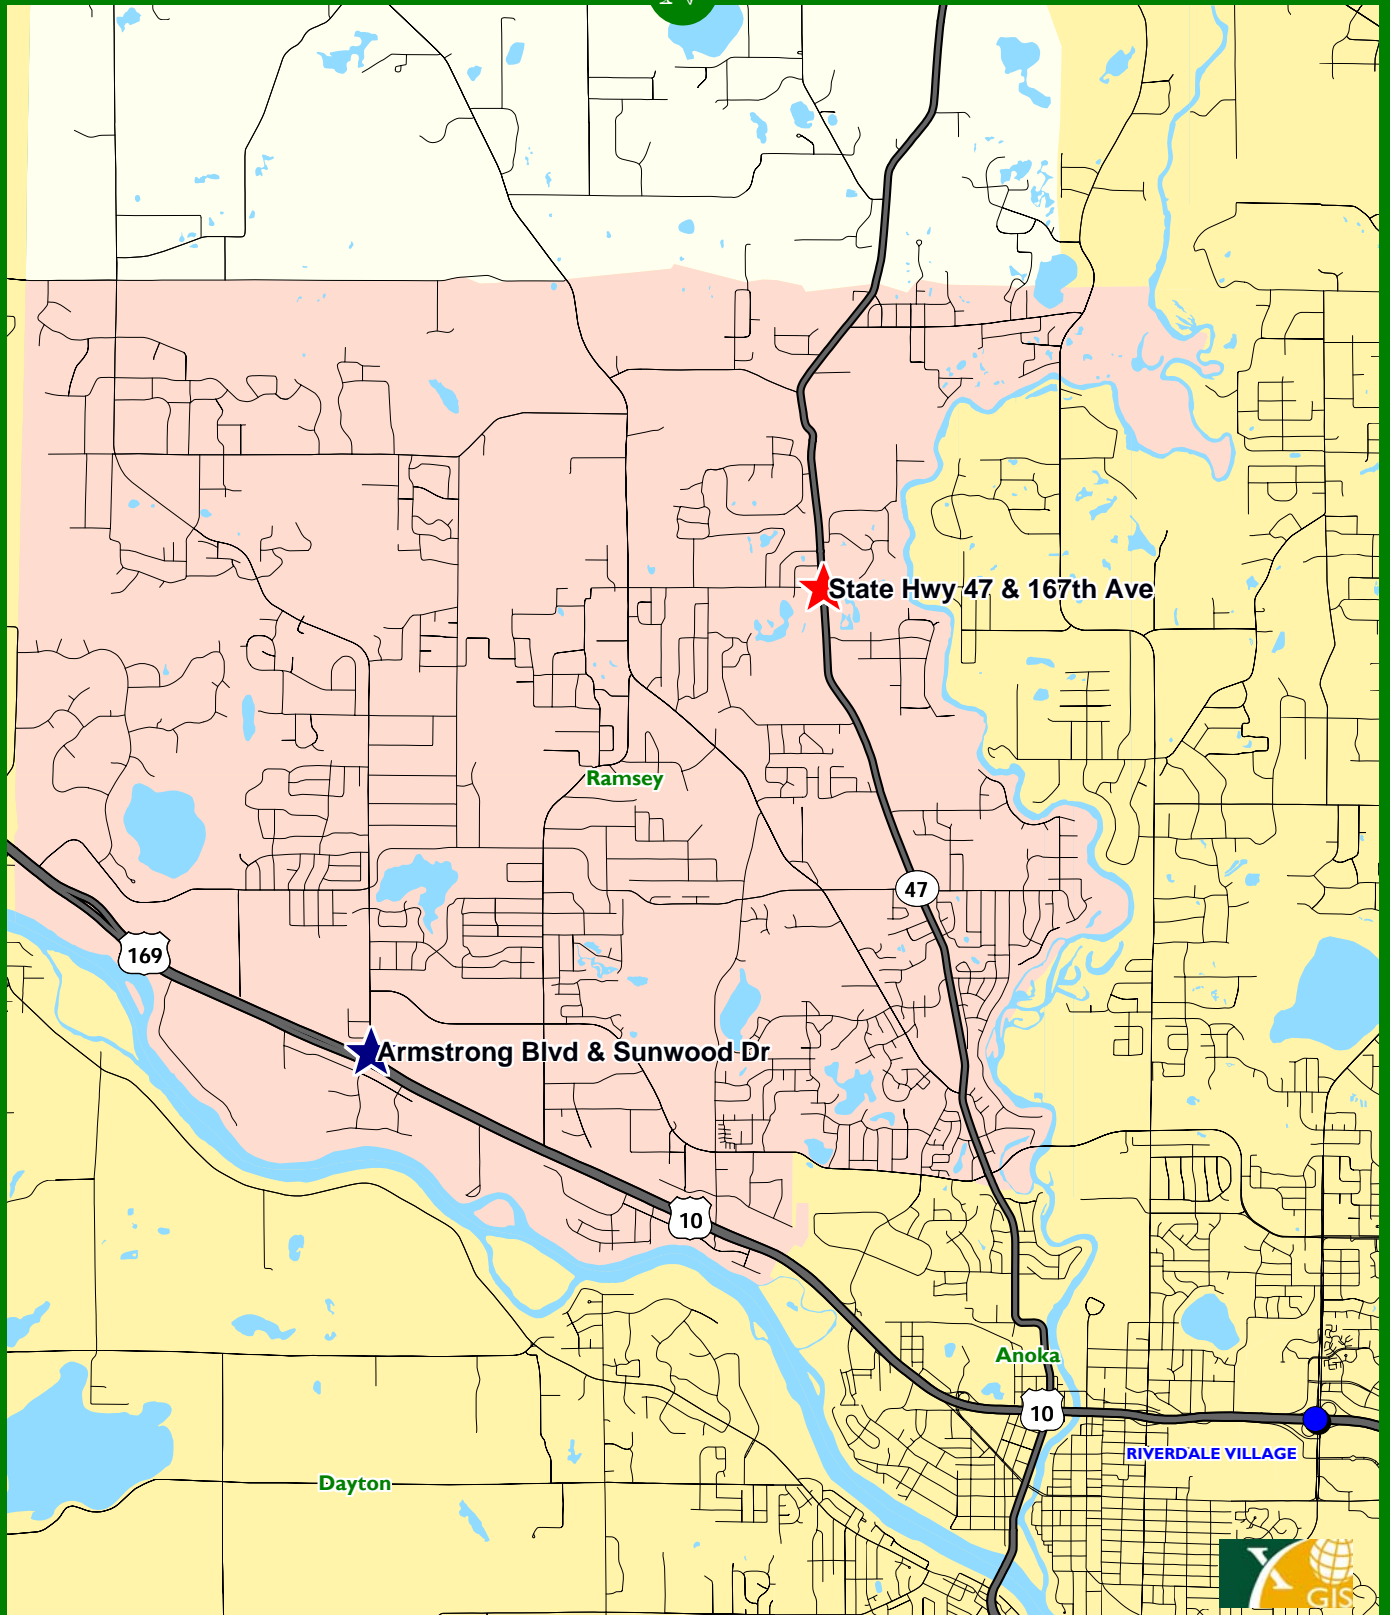 State Hwy 47 & 167th Ave
Ramsey
47
169
Armstrong Blvd & Sunwood Dr
10
Anoka
10
RIVERDALE VILLAGE
Dayton
X
GIS